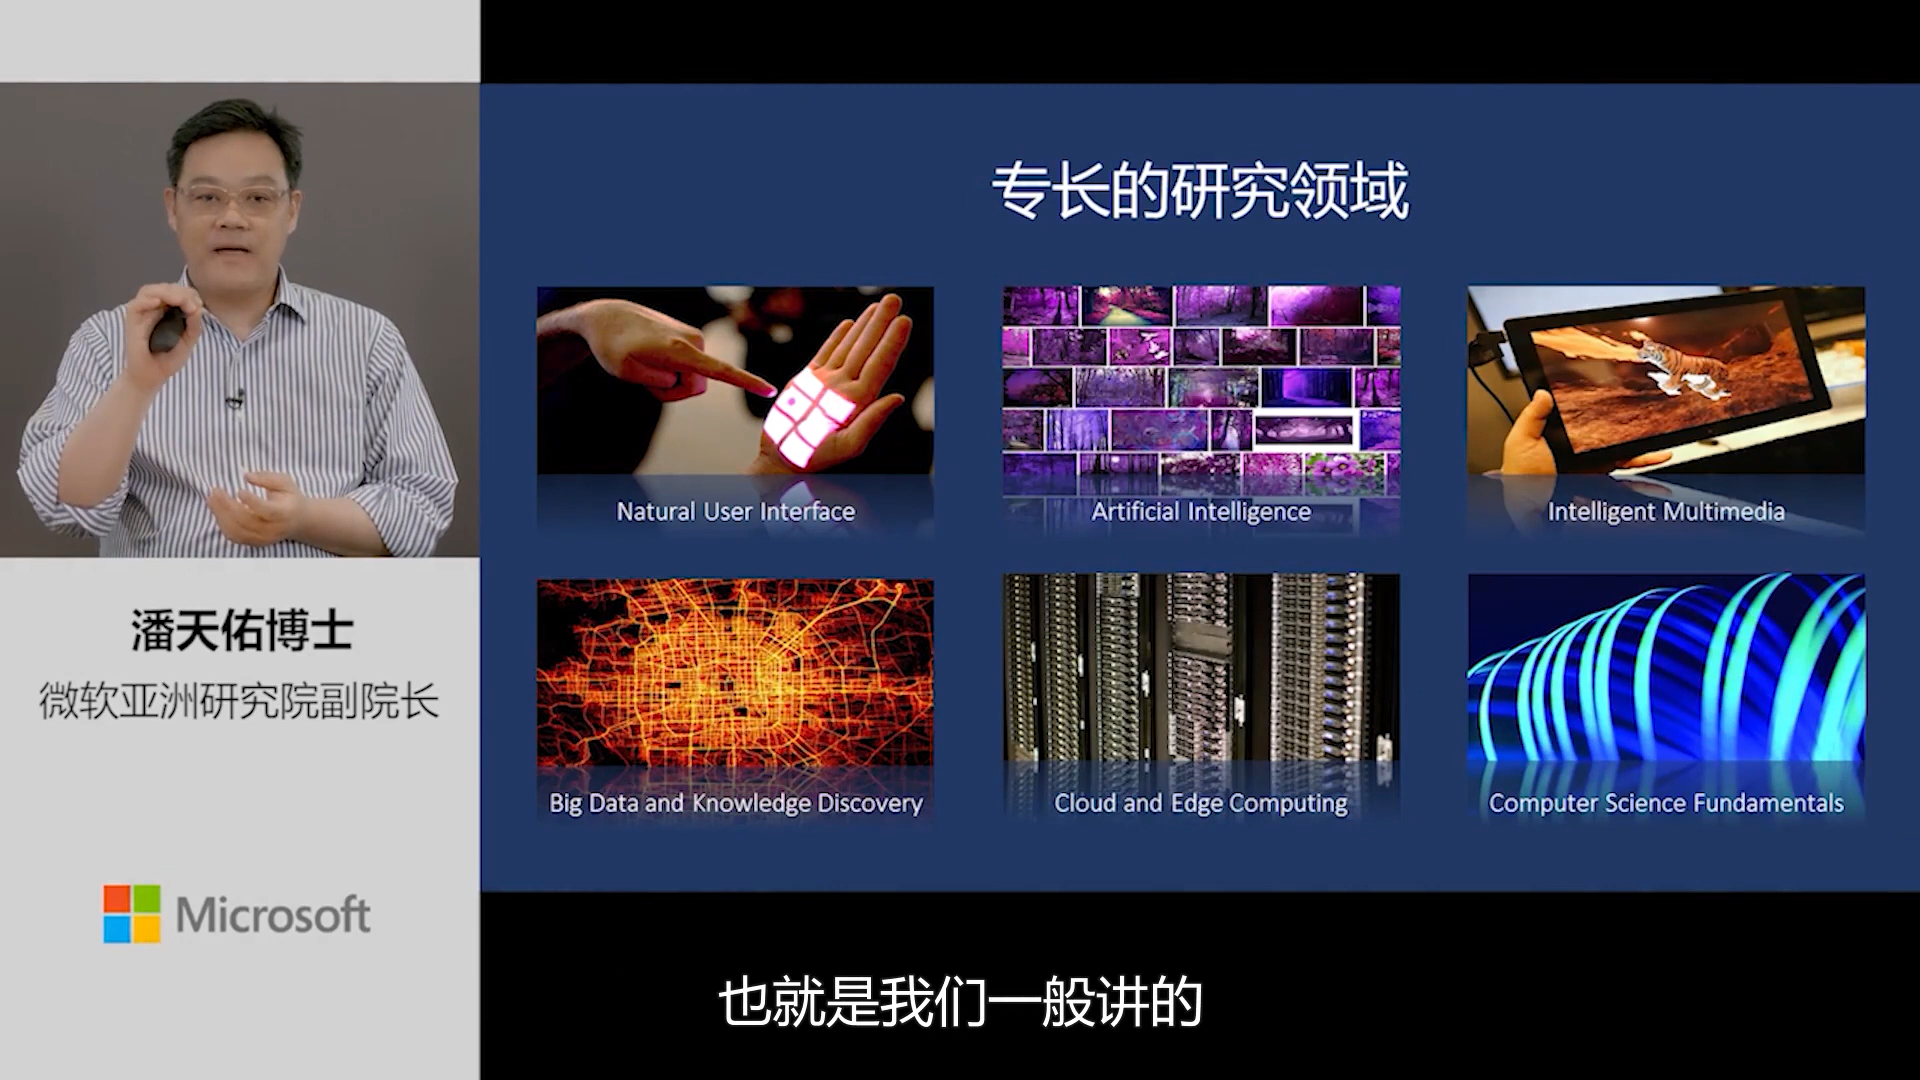 专长的研究领域
Natural User Interface
Artificial Intelligence
Intelligent Multimedia
Big Data and Knowledge Discovery
Cloud and Edge Computing
Computer Science Fundamentals
潘天佑博士
微软亚洲研究院副院长
Microsoft
也就是我们一般讲的